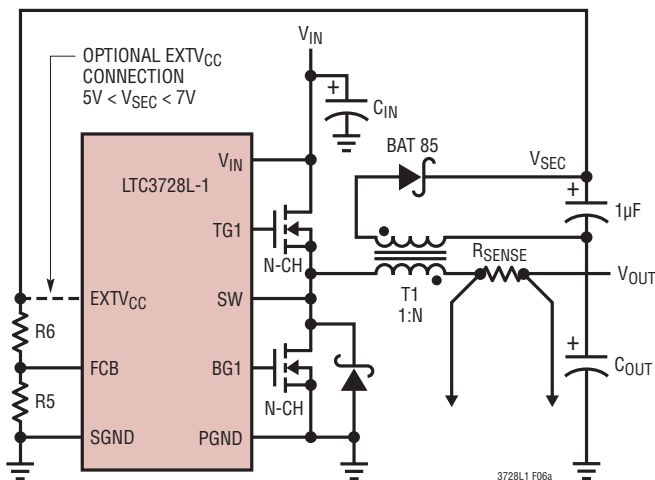 OPTIONAL EXTVCC
CONNECTION
5V < VSEC < 7V
VIN
+
CIN
BAT 85
VSEC
+
1µF
LTC3728L-1
VIN
TG1
N-CH
RSENSE
VOUT
T1
1:N
EXTVCC
SW
R6
FCB
BG1
N-CH
+
COUT
R5
SGND
PGND
3728L1 F06a